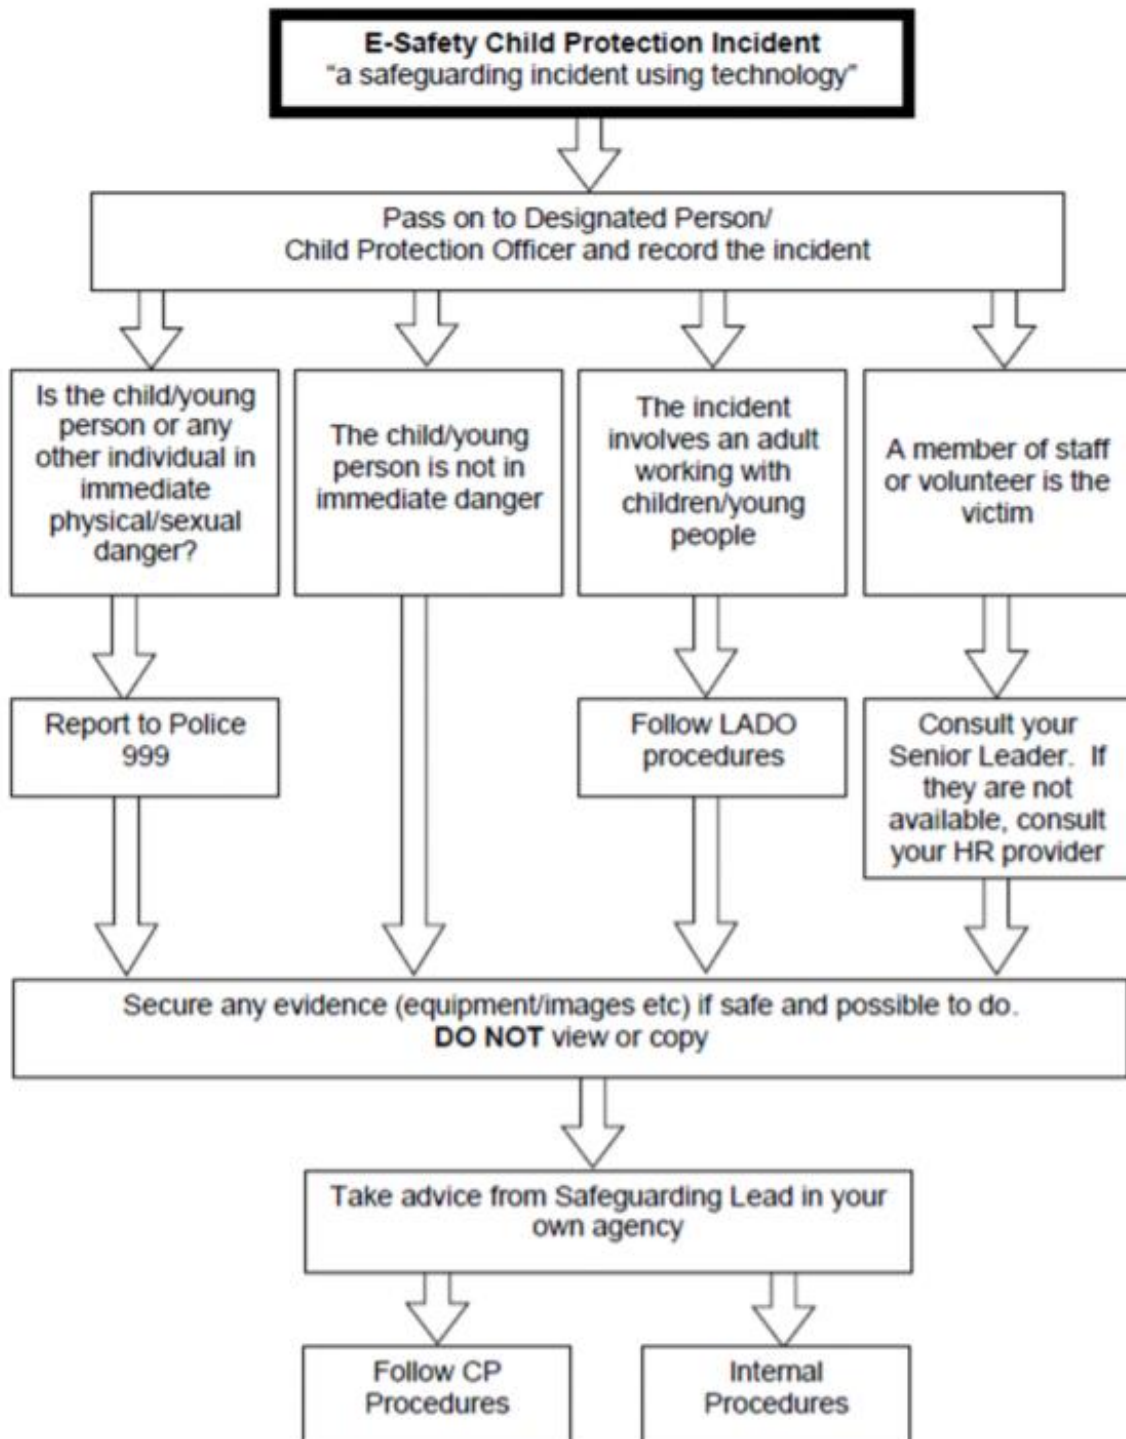 E-Safety Child Protection Incident
“a safeguarding incident using technology”
Pass on to Designated Person/
Child Protection Officer and record the incident
Is the child/young
person or any
other individual in
immediate
physical/sexual
danger?
The child/young
person is not in
immediate danger
The incident
involves an adult
working with
children/young
people
A member of staff
or volunteer is the
victim
Report to Police
999
Follow LADO
procedures
Consult your
Senior Leader.  If
they are not
available, consult
your HR provider
Secure any evidence (equipment/images etc) if safe and possible to do.
DO NOT view or copy
Take advice from Safeguarding Lead in your
own agency
Follow CP
Procedures
Internal
Procedures